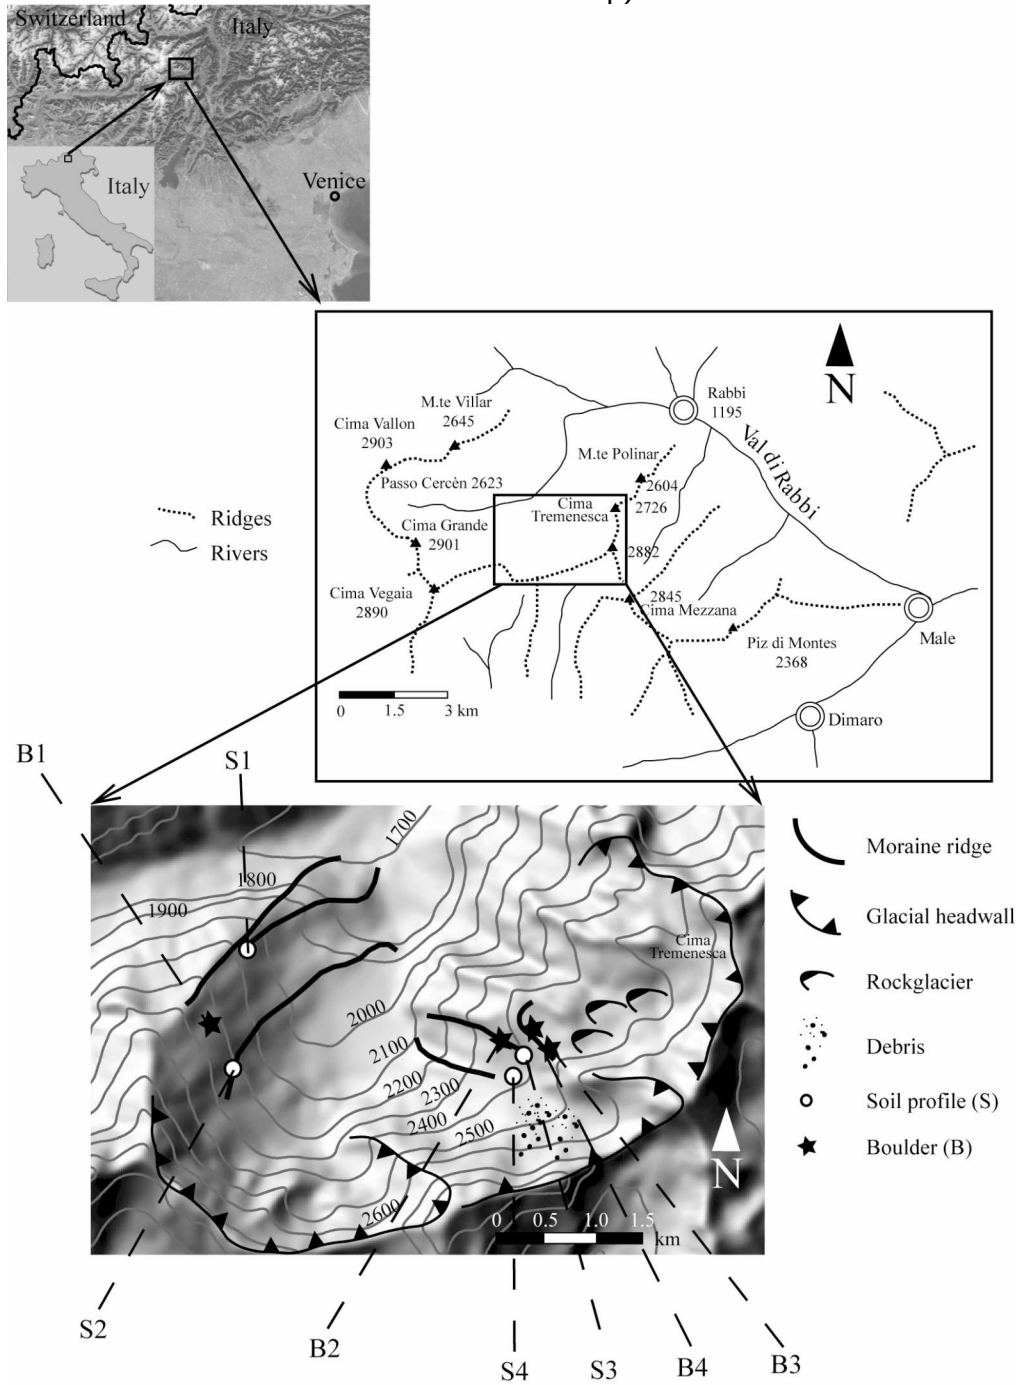 Switzerland
Italy
Italy
Venice
N
Rabbi
1195
M.te Villar
2645
Cima Vallon
2903
Val di Rabbi
M.te Polinar
2604
Passo Cercèn 2623
Cima
Tremenesca
2726
Ridges
Rivers
Cima Grande
2901
2882
Cima Vegaia
2890
2845
Cima Mezzana
Piz di Montes
2368
Male
0 1.5 3 km
Dimaro
B1
S1
1700
1800
1900
2000
2100
2200
2300
2400
2500
2600
Cima
Tremenesca
N
0 0.5 1.0 1.5
km
Moraine ridge
Glacial headwall
Rockglacier
Debris
Soil profile (S)
Boulder (B)
S2
B2
S4
S3
B4
B3